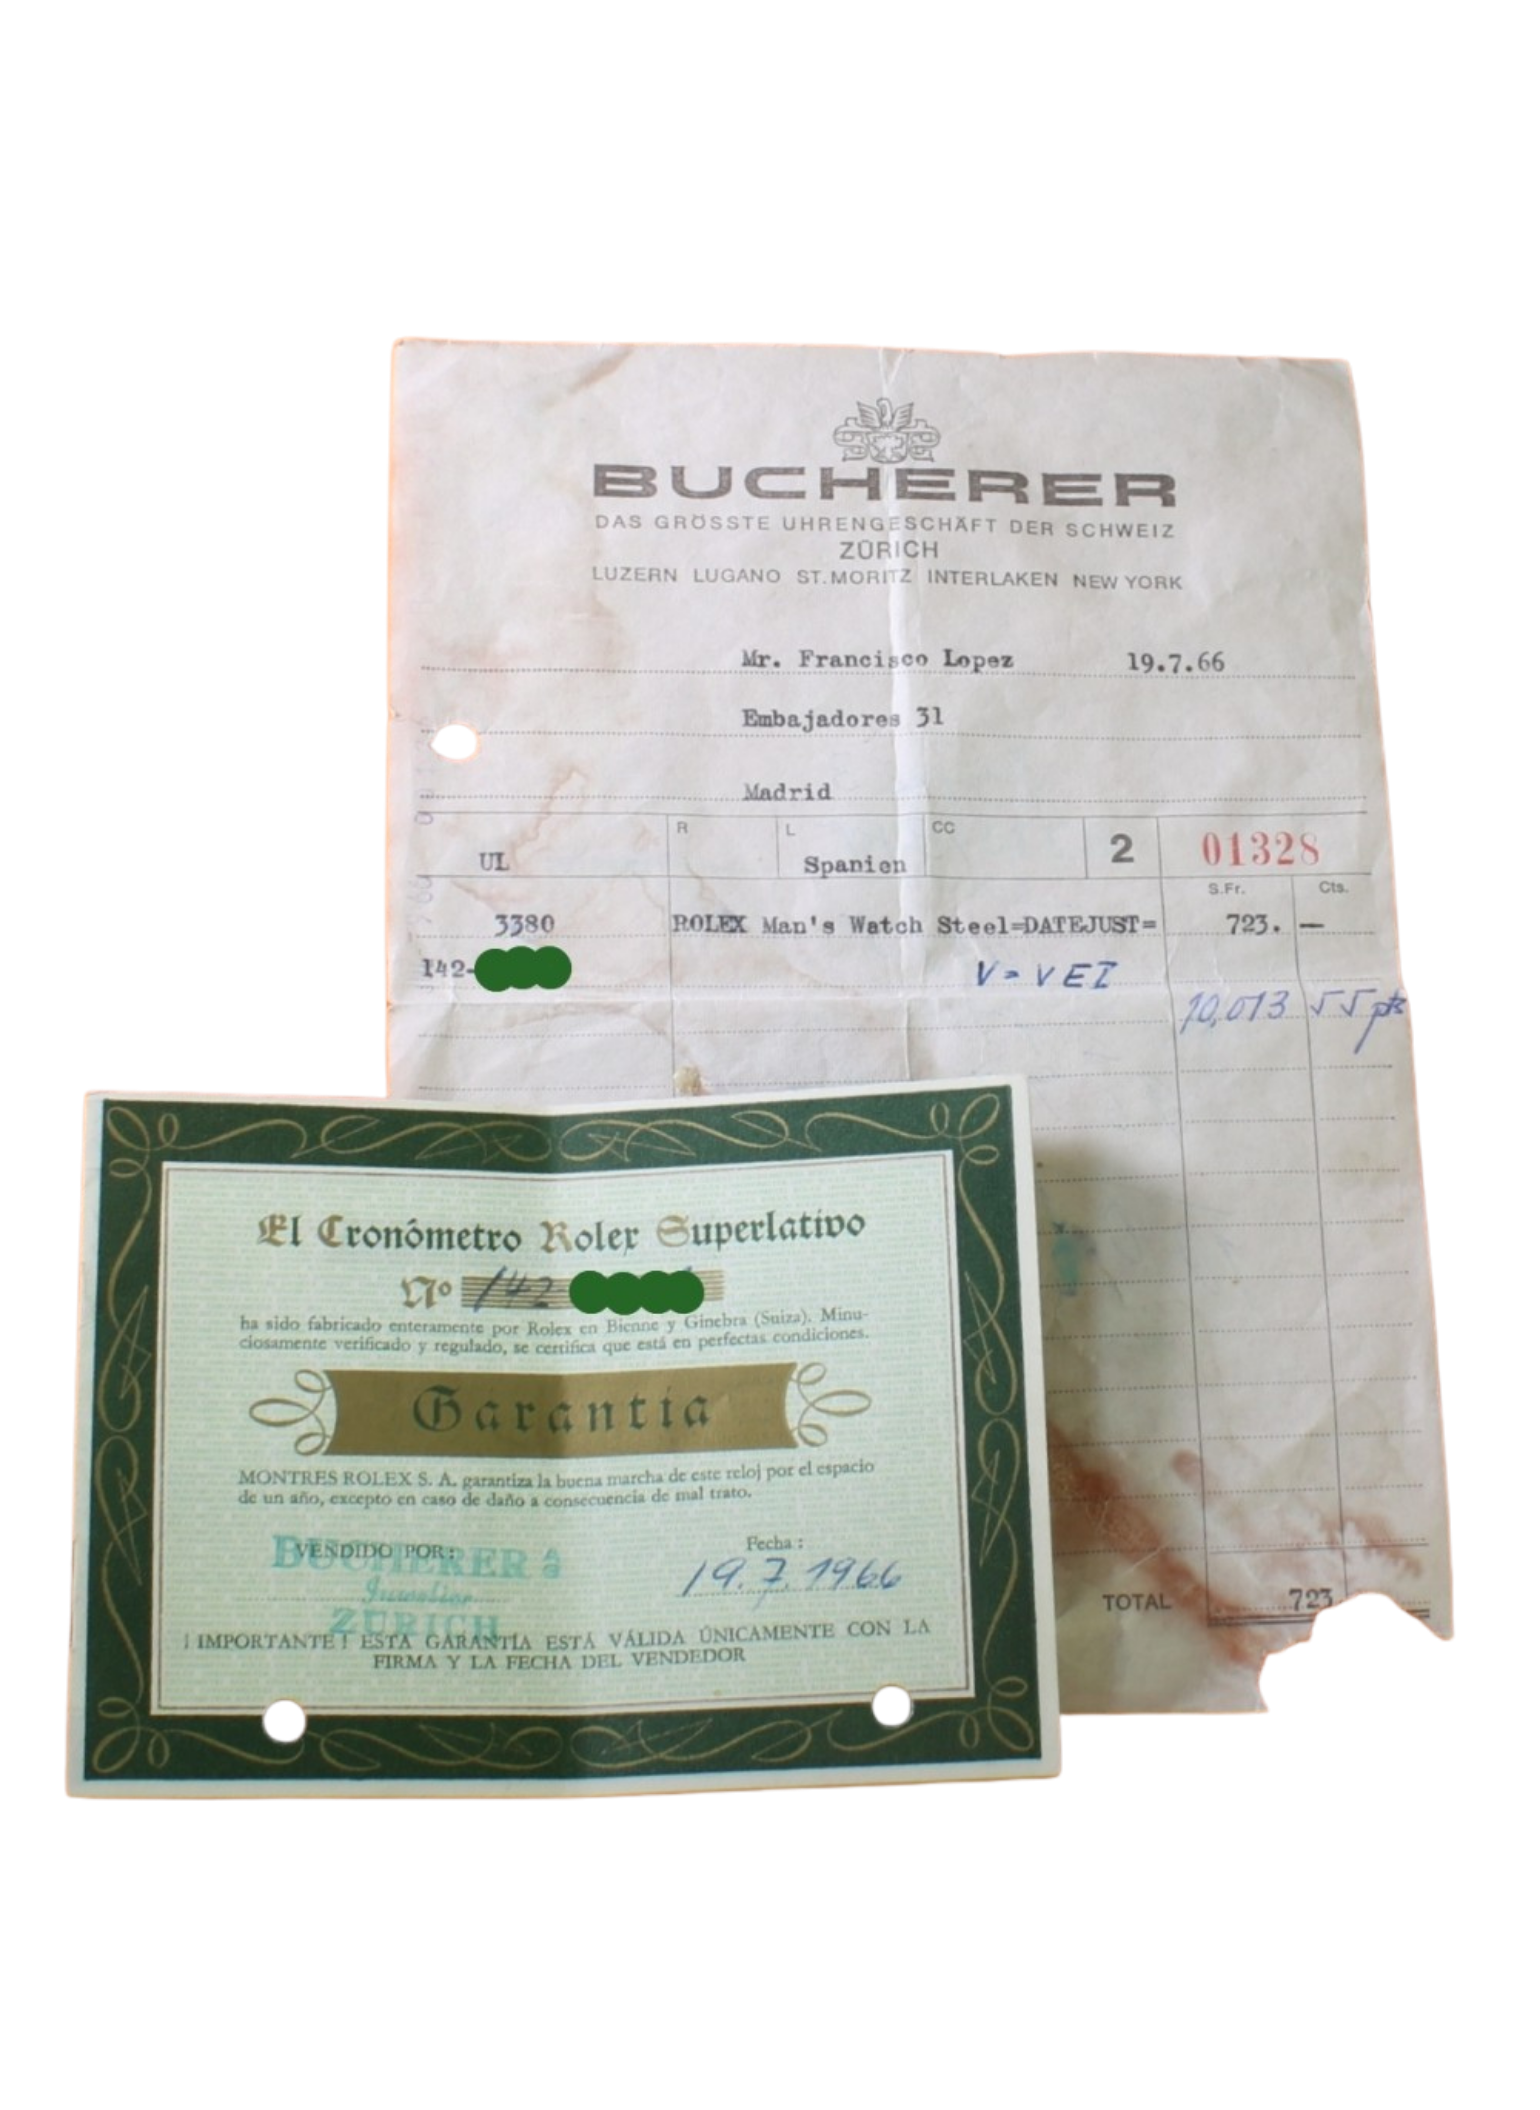 BUCHERER
DAS GRÖSSTE UHRENGESCHÄFT DER SCHWEIZ
ZÜRICH
LUZERN LUGANO ST. MORITZ INTERLAKEN NEW YORK
Mr. Francisco Lopez 19.7.66
Embajadores 31
Madrid
R L CC
UL Spanien 2 01328
S.Fr. Cts.
3380 ROLEX Man's Watch Steel=DATEJUST= 723. —
142-
V = VEI
10,013 55 pts
TOTAL 723
El Cronómetro Rolex Superlativo
Nº 142
ha sido fabricado enteramente por Rolex en Bienne y Ginebra (Suiza). Minu-
ciosamente verificado y regulado, se certifica que está en perfectas condiciones.
Garantía
MONTRES ROLEX S. A. garantiza la buena marcha de este reloj por el espacio
de un año, excepto en caso de daño a consecuencia de mal trato.
VENDIDO POR: Fecha:
BUCHERER
Juwelier
ZÜRICH
19.7.1966
¡ IMPORTANTE ! ESTA GARANTÍA ESTÁ VÁLIDA ÚNICAMENTE CON LA
FIRMA Y LA FECHA DEL VENDEDOR